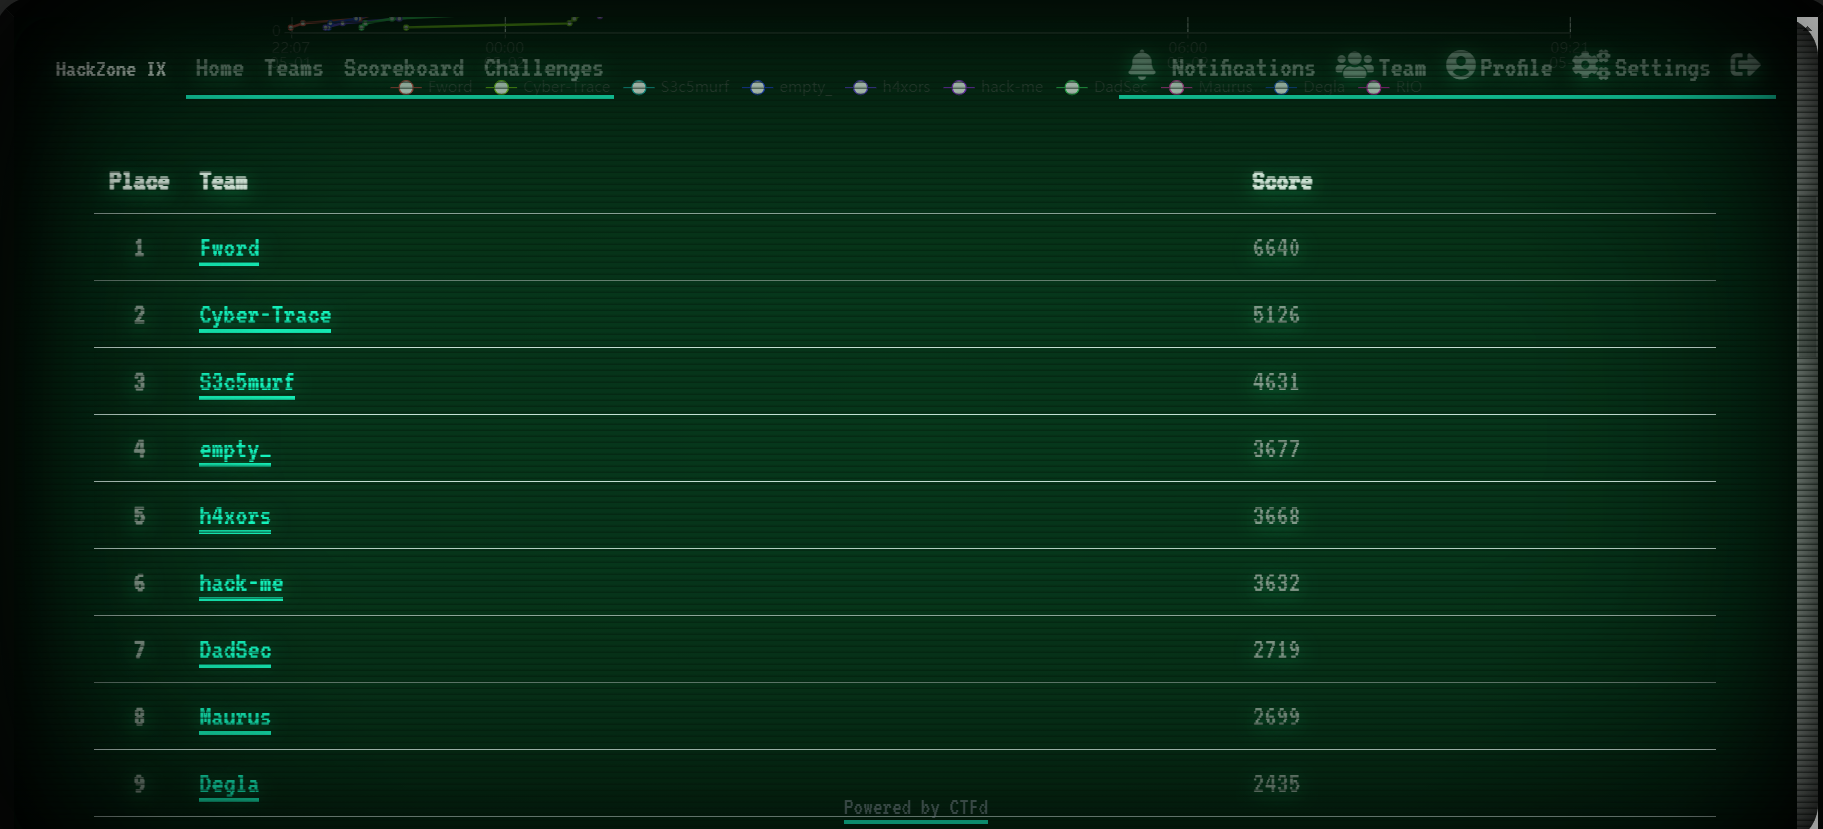 0
22:07 00:00 06:00 09:21
HackZone IX Home Teams Scoreboard Challenges Notifications Team Profile Settings
Fword Cyber-Trace S3c5murf empty_ h4xors hack-me DadSec Maurus Degla RIO
Place Team Score
1 Fword 6640
2 Cyber-Trace 5126
3 S3c5murf 4631
4 empty_ 3677
5 h4xors 3668
6 hack-me 3632
7 DadSec 2719
8 Maurus 2699
9 Degla 2435
Powered by CTFd